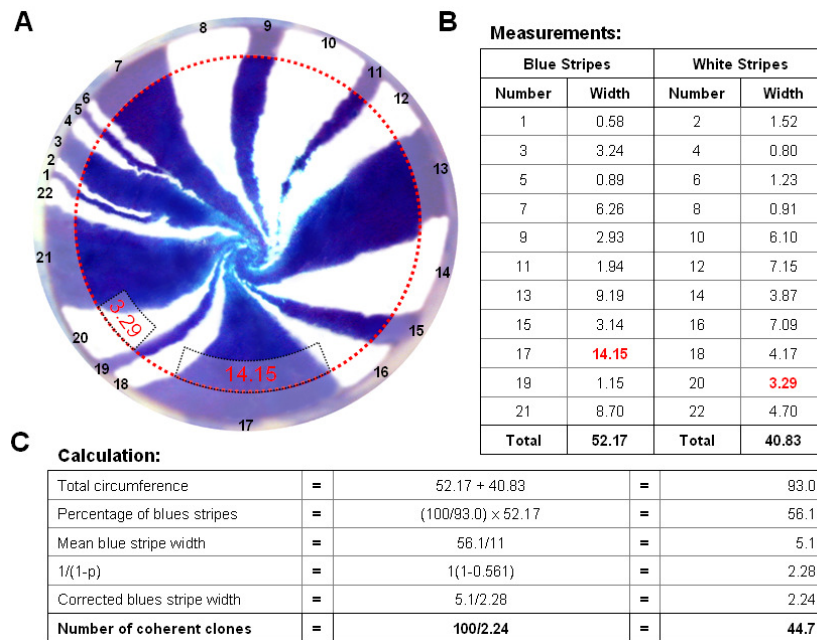 A
8
9
10
7
11
12
6
5
4
3
2
1
22
13
21
14
20
19
18
17
16
15
3.29
14.15
B
Measurements:
Blue Stripes White Stripes
Number Width Number Width
1 0.58 2 1.52
3 3.24 4 0.80
5 0.89 6 1.23
7 6.26 8 0.91
9 2.93 10 6.10
11 1.94 12 7.15
13 9.19 14 3.87
15 3.14 16 7.09
17 14.15 18 4.17
19 1.15 20 3.29
21 8.70 22 4.70
Total 52.17 Total 40.83
C
Calculation:
Total circumference = 52.17 + 40.83 = 93.0
Percentage of blues stripes = (100/93.0) × 52.17 = 56.1
Mean blue stripe width = 56.1/11 = 5.1
1/(1-p) = 1(1-0.561) = 2.28
Corrected blues stripe width = 5.1/2.28 = 2.24
Number of coherent clones = 100/2.24 = 44.7